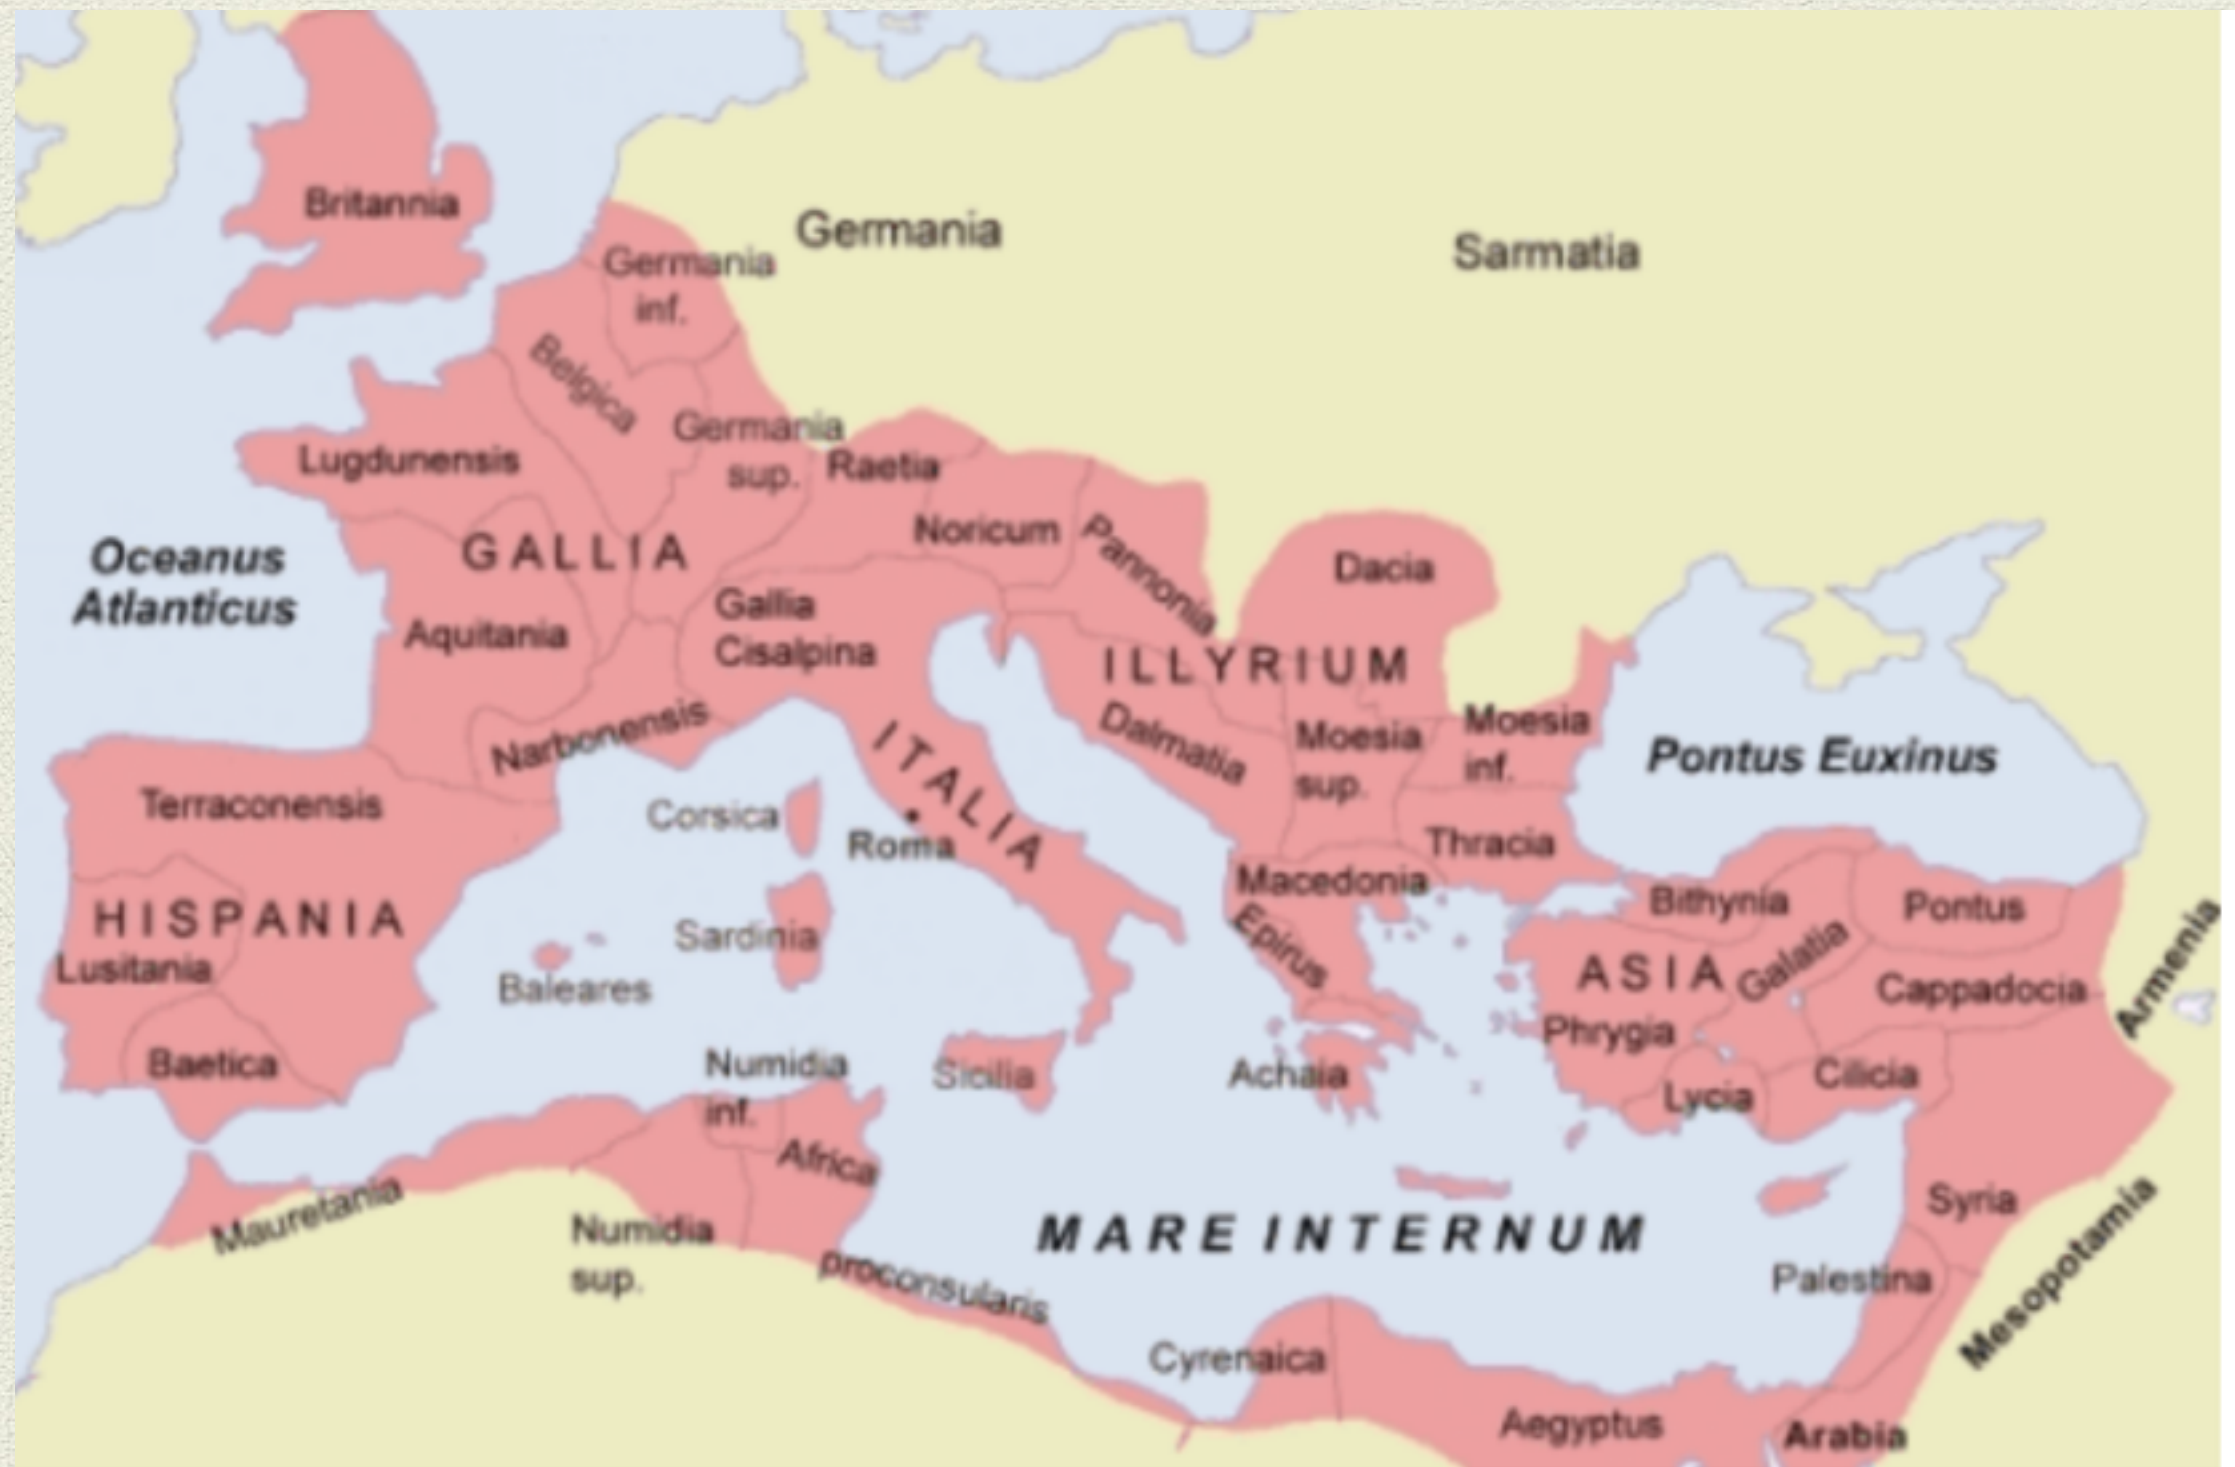 Britannia
Germania
Sarmatia
Germania
inf.
Belgica
Germania
sup.
Raetia
Lugdunensis
Noricum
Pannonia
GALLIA
Dacia
Oceanus
Atlanticus
Gallia
Cisalpina
Aquitania
ILLYRIUM
Narbonensis
ITALIA
Dalmatia
Moesia
sup.
Moesia
inf.
Pontus Euxinus
Terraconensis
Corsica
Roma
Thracia
Macedonia
Bithynia
Pontus
HISPANIA
Sardinia
Epirus
ASIA
Galatia
Armenia
Lusitania
Baleares
Cappadocia
Phrygia
Baetica
Numidia
inf.
Sicilia
Achaia
Lycia
Cilicia
Africa
Mauretania
Numidia
sup.
MARE INTERNUM
Syria
proconsularis
Palestina
Mesopotamia
Cyrenaica
Aegyptus
Arabia